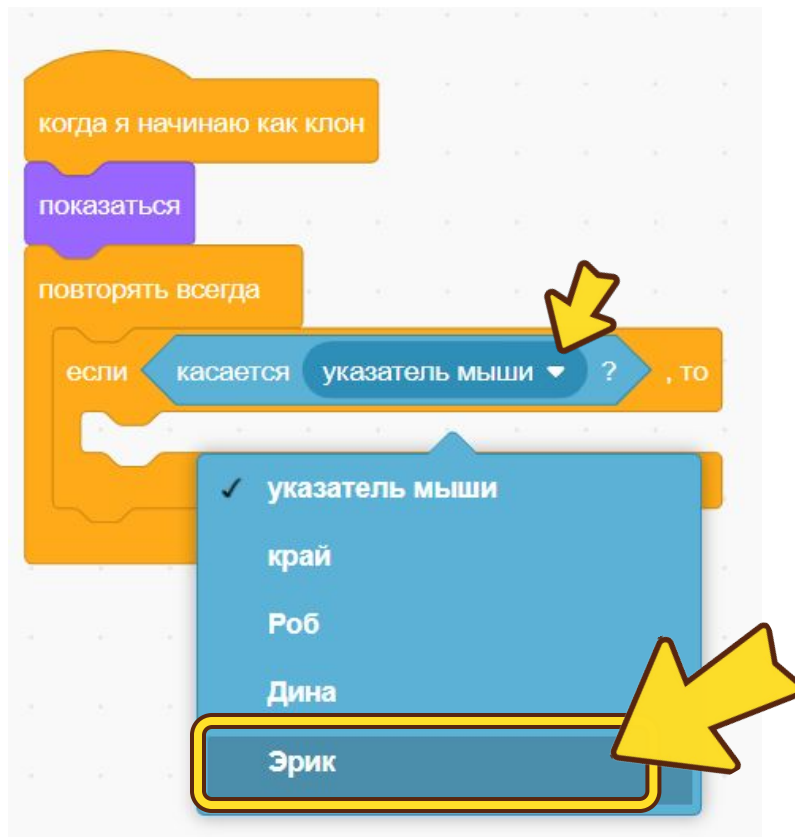 когда я начинаю как клон
показаться
повторять всегда
если касается указатель мыши ? , то
✓ указатель мыши
край
Роб
Дина
Эрик